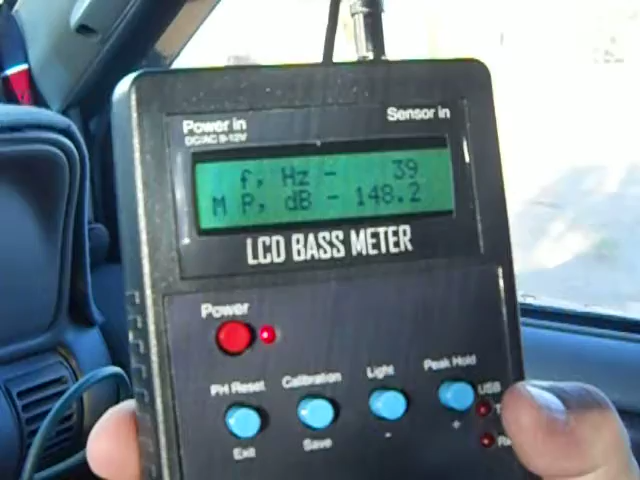 Power in
DC/AC 9-12V
Sensor in
f, Hz - 39
M P, dB - 148.2
LCD BASS METER
Power
PH Reset
Calibration
Light
Peak Hold
USB
Exit
Save
-
+